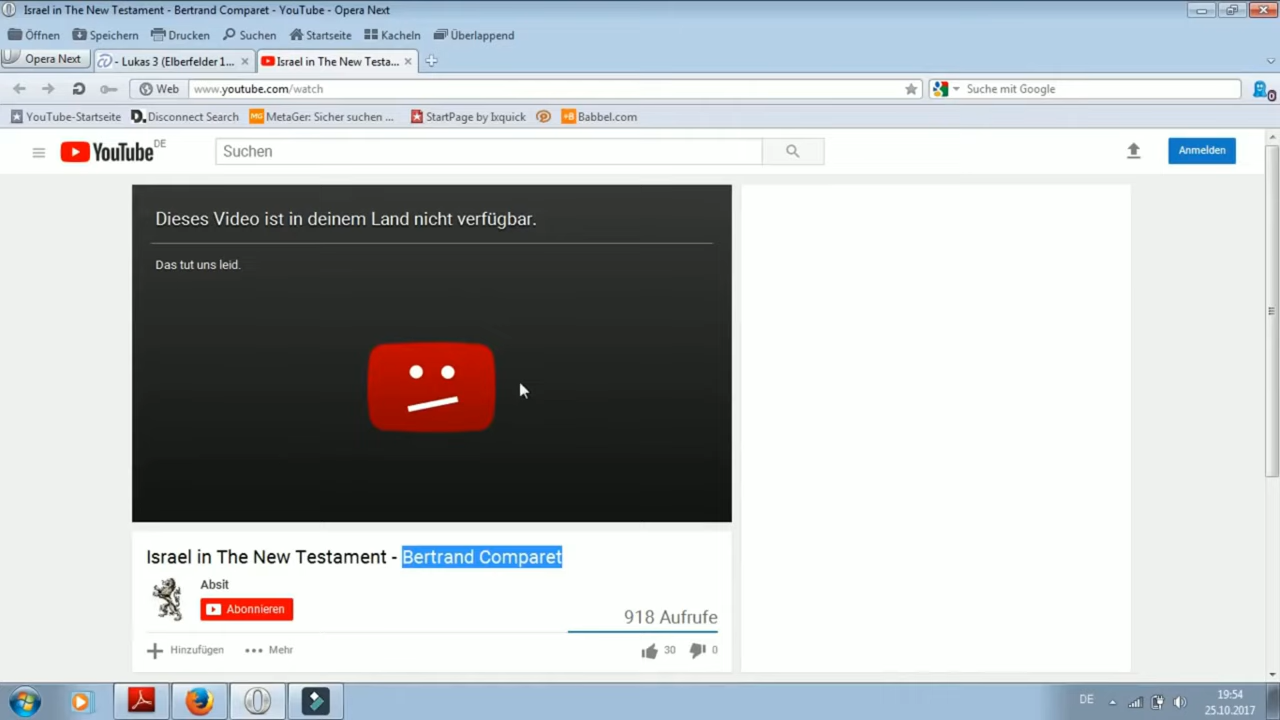 Israel in The New Testament - Bertrand Comparet - YouTube - Opera Next
Öffnen Speichern Drucken Suchen Startseite Kacheln Überlappend
Opera Next - Lukas 3 (Elberfelder 1... Israel in The New Testa...
Web www.youtube.com/watch Suche mit Google 0
YouTube-Startseite Disconnect Search MG MetaGer: Sicher suchen ... StartPage by Ixquick +B Babbel.com
YouTube DE Suchen Anmelden
Dieses Video ist in deinem Land nicht verfügbar.
Das tut uns leid.
Israel in The New Testament - Bertrand Comparet
Absit
Abonnieren
918 Aufrufe
Hinzufügen Mehr 30 0
DE 19:54
25.10.2017